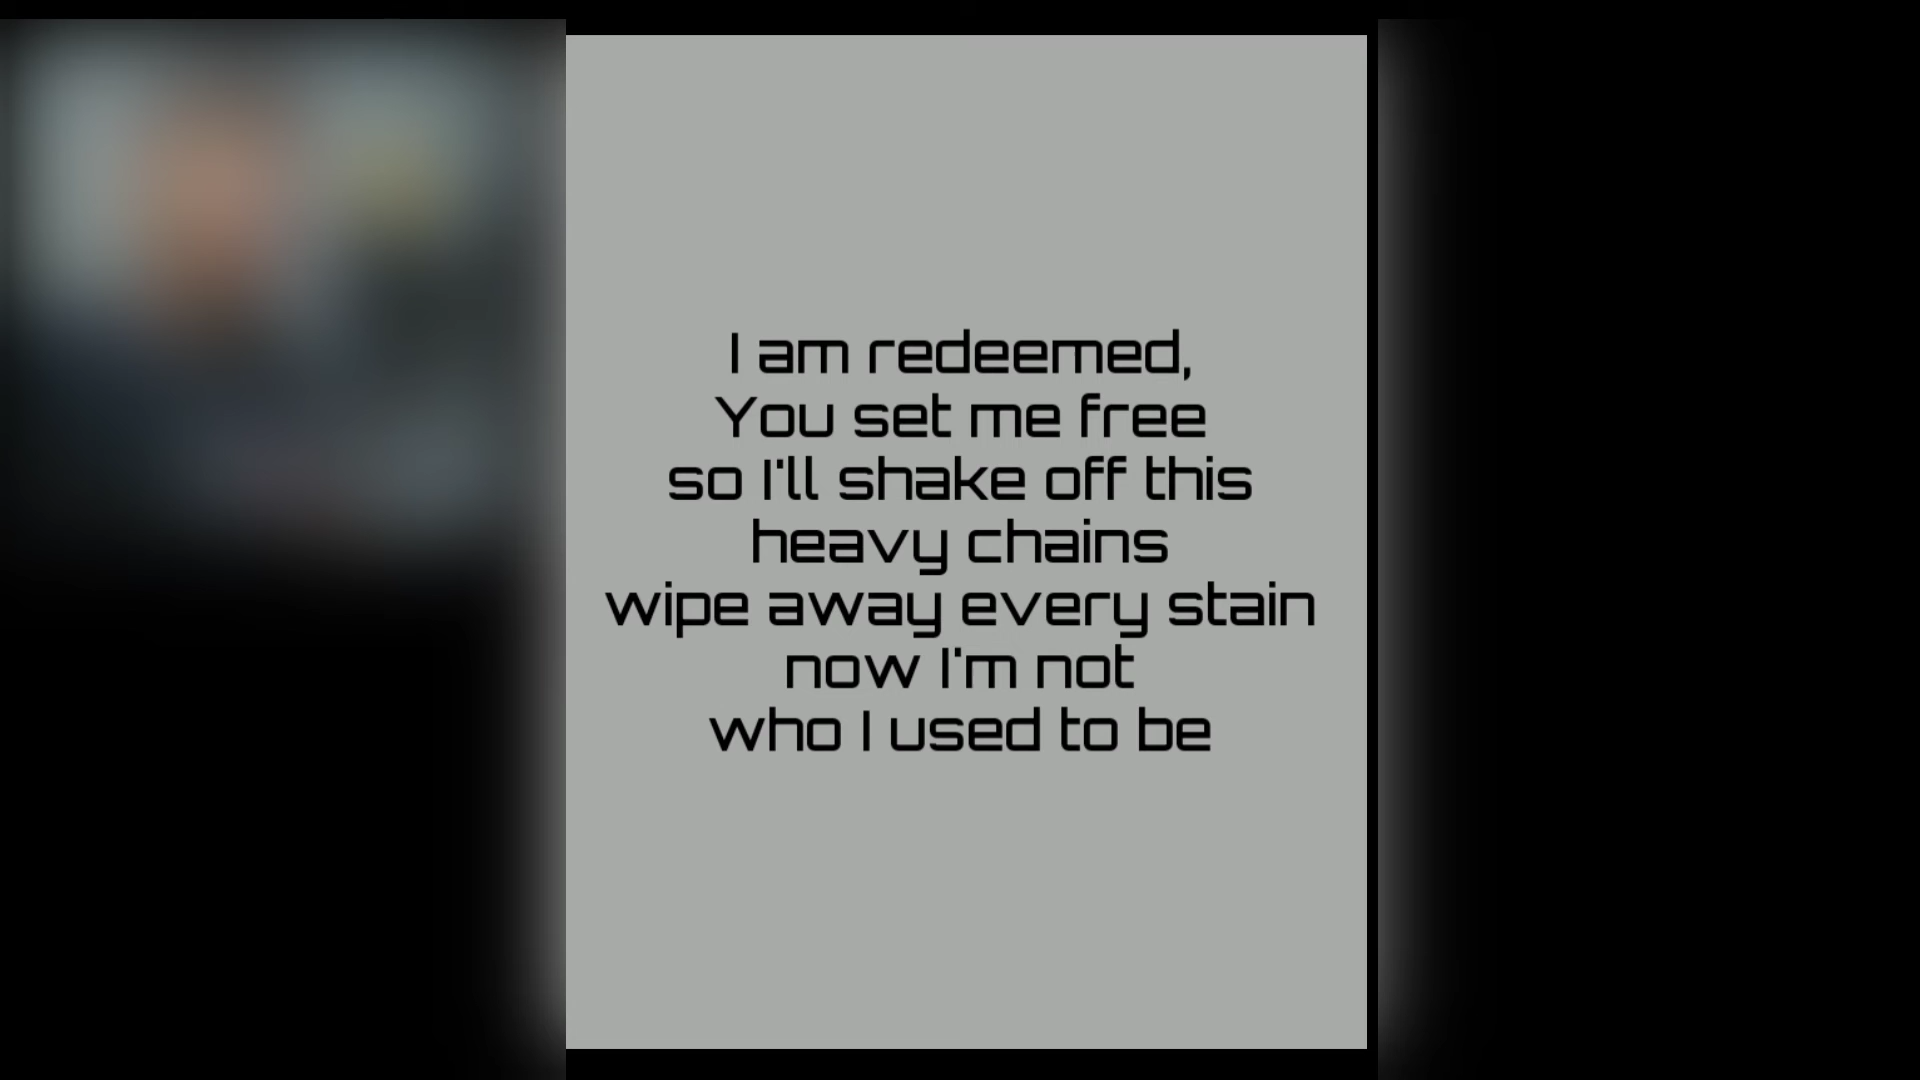 I am redeemed,
You set me free
so I'll shake off this
heavy chains
wipe away every stain
now I'm not
who I used to be